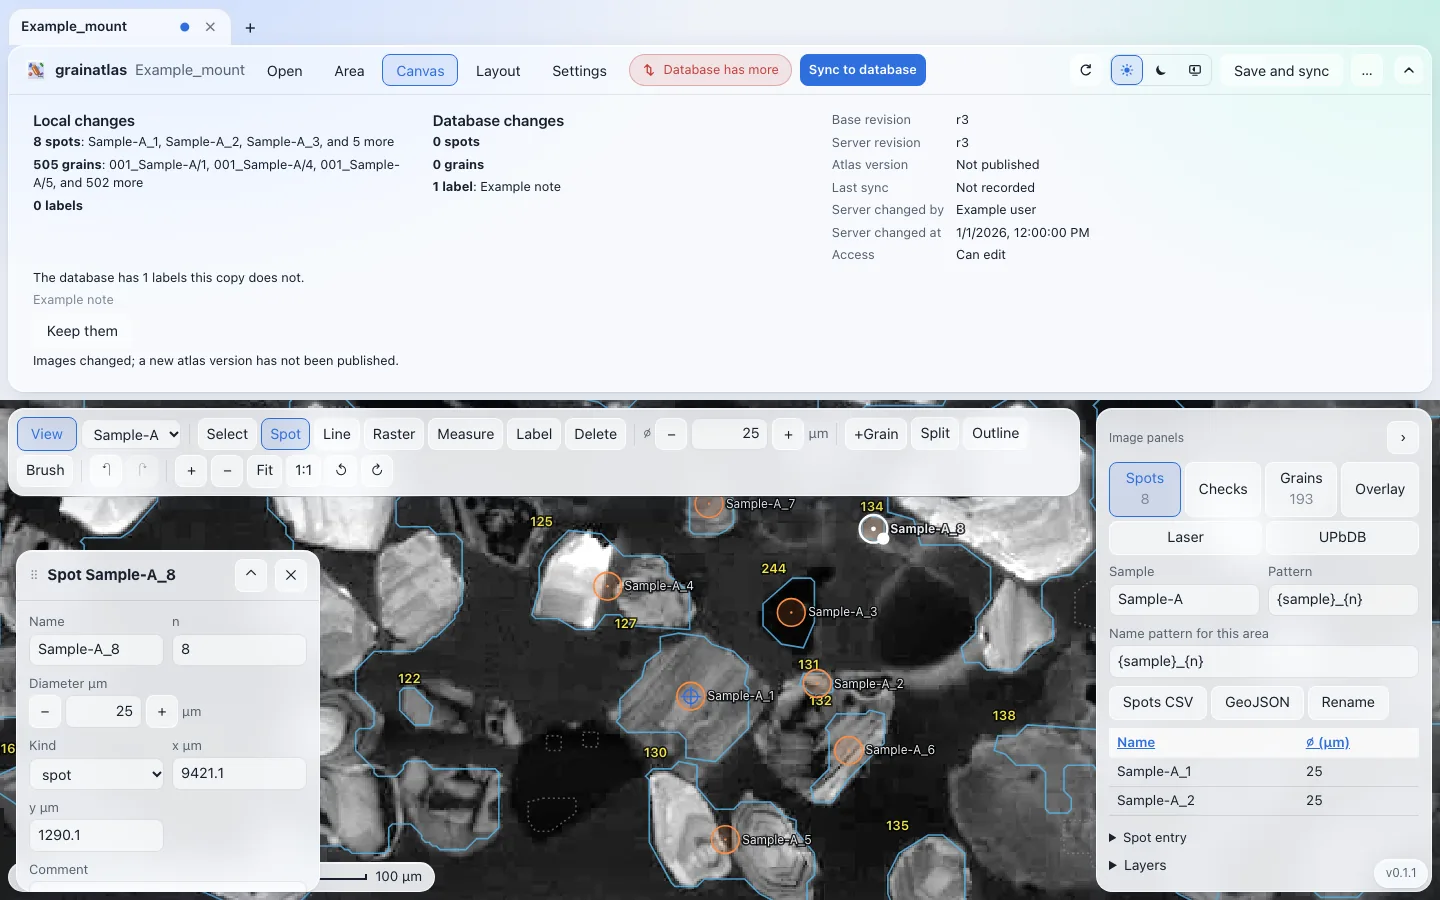 Example_mount
grainatlas Example_mount Open Area Canvas Layout Settings Database has more Sync to database Save and sync ...
Local changes
8 spots: Sample-A_1, Sample-A_2, Sample-A_3, and 5 more
505 grains: 001_Sample-A/1, 001_Sample-A/4, 001_Sample-
A/5, and 502 more
0 labels
Database changes
0 spots
0 grains
1 label: Example note
Base revision r3
Server revision r3
Atlas version Not published
Last sync Not recorded
Server changed by Example user
Server changed at 1/1/2026, 12:00:00 PM
Access Can edit
The database has 1 labels this copy does not.
Example note
Keep them
Images changed; a new atlas version has not been published.
View Sample-A Select Spot Line Raster Measure Label Delete ⌀ − 25 + µm +Grain Split Outline
Brush + − Fit 1:1
Sample-A_7
134
Sample-A_8
125
244
Sample-A_4
Sample-A_3
127
131
Sample-A_2
122
Sample-A_1
132
138
16
130
Sample-A_6
135
Sample-A_5
100 µm
Spot Sample-A_8
Name n
Sample-A_8 8
Diameter µm
− 25 + µm
Kind x µm
spot 9421.1
y µm
1290.1
Comment
Image panels
Spots Checks Grains Overlay
8 193
Laser UPbDB
Sample Pattern
Sample-A {sample}_{n}
Name pattern for this area
{sample}_{n}
Spots CSV GeoJSON Rename
Name ⌀ (µm)
Sample-A_1 25
Sample-A_2 25
Spot entry
Layers
v0.1.1